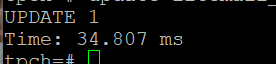 UPDATE 1
Time: 34.807 ms
tpch=#